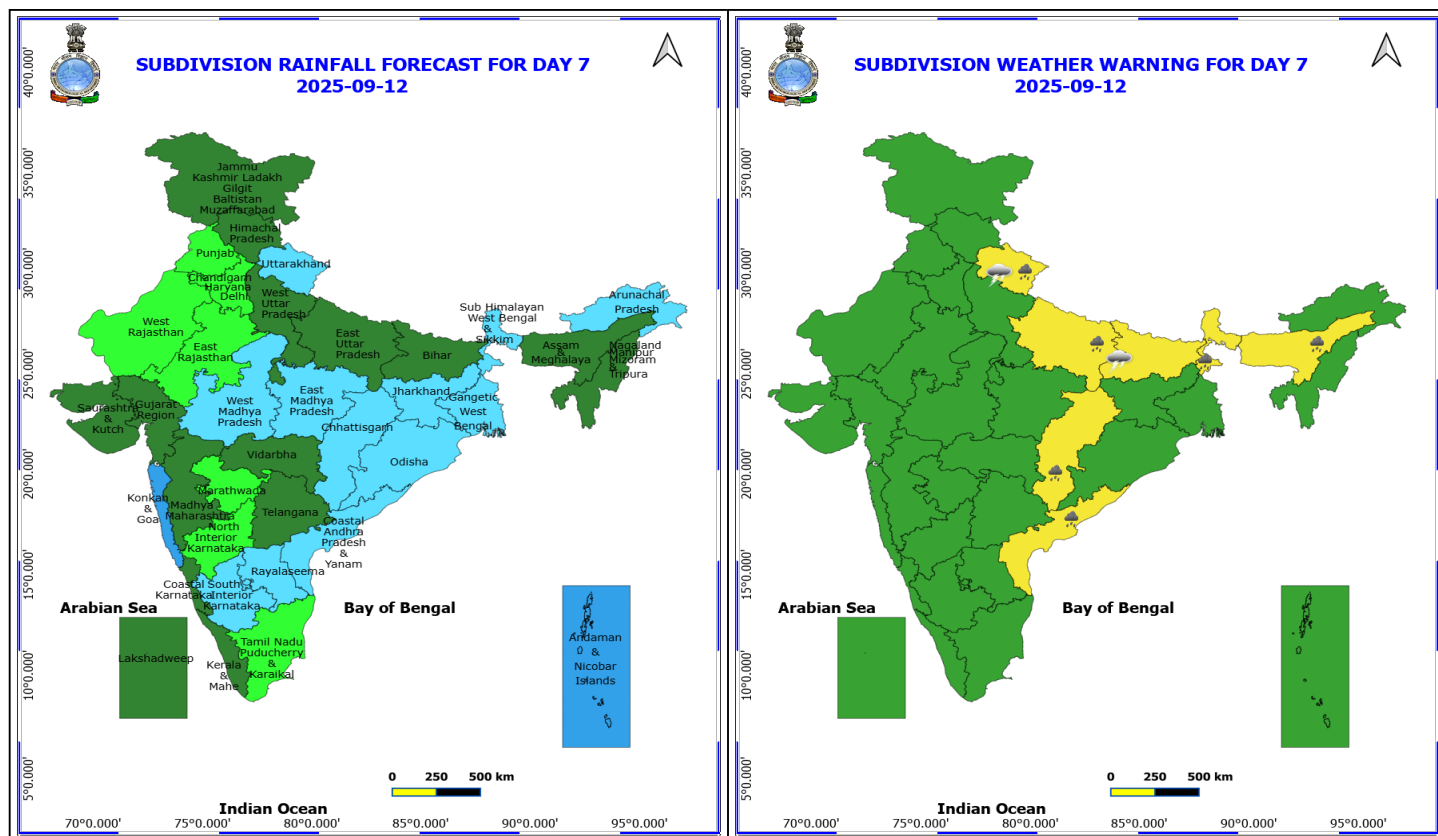 SUBDIVISION RAINFALL FORECAST FOR DAY 7
2025-09-12
40°0.000'
35°0.000'
30°0.000'
25°0.000'
20°0.000'
15°0.000'
10°0.000'
5°0.000'
Jammu
Kashmir Ladakh
Gilgit
Baltistan
Muzaffarabad
Himachal
Pradesh
Punjab
Uttarakhand
Chandigarh
Haryana
Delhi
West
Uttar
Pradesh
Arunachal
Pradesh
Sub Himalayan
West Bengal
&
Sikkim
West
Rajasthan
East
Rajasthan
East
Uttar
Pradesh
Bihar
Assam
&
Meghalaya
Nagaland
Manipur
Mizoram
&
Tripura
Saurashtra
&
Kutch
Gujarat
Region
West
Madhya
Pradesh
East
Madhya
Pradesh
Jharkhand
Gangetic
West
Bengal
Chhattisgarh
Vidarbha
Odisha
Konkan
&
Goa
Madhya
Maharashtra
Marathwada
Telangana
North
Interior
Karnataka
Coastal
Andhra
Pradesh
&
Yanam
Rayalaseema
Coastal
Karnataka
South
Interior
Karnataka
Tamil Nadu
Puducherry
&
Karaikal
Kerala
&
Mahe
Lakshadweep
Andaman
&
Nicobar
Islands
Arabian Sea
Bay of Bengal
Indian Ocean
0 250 500 km
70°0.000' 75°0.000' 80°0.000' 85°0.000' 90°0.000' 95°0.000'
SUBDIVISION WEATHER WARNING FOR DAY 7
2025-09-12
40°0.000'
35°0.000'
30°0.000'
25°0.000'
20°0.000'
15°0.000'
10°0.000'
5°0.000'
Arabian Sea
Bay of Bengal
Indian Ocean
0 250 500 km
70°0.000' 75°0.000' 80°0.000' 85°0.000' 90°0.000' 95°0.000'